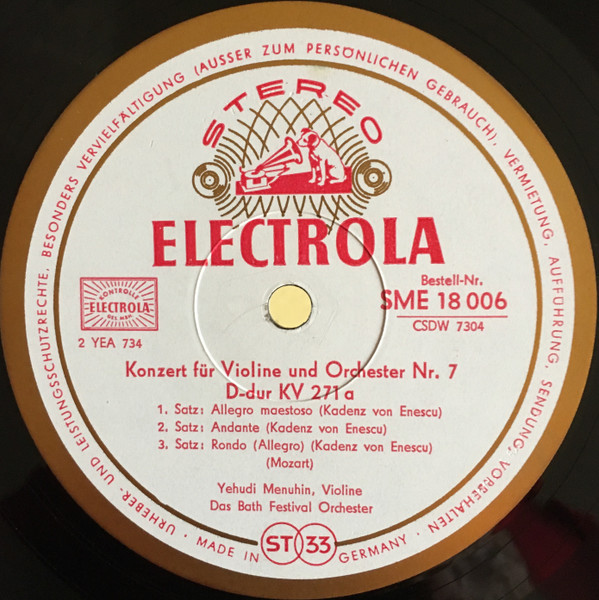 URHEBER- UND LEISTUNGSSCHUTZRECHTE, BESONDERS VERVIELFÄLTIGUNG (AUSSER ZUM PERSÖNLICHEN GEBRAUCH), VERMIETUNG, AUFFÜHRUNG, SENDUNG, VORBEHALTEN
STEREO
ELECTROLA
KONTROLLE
ELECTROLA
Bestell-Nr.
SME 18 006
CSDW 7304
2 YEA 734
Konzert für Violine und Orchester Nr. 7
D-dur KV 271 a
1. Satz: Allegro maestoso (Kadenz von Enescu)
2. Satz: Andante (Kadenz von Enescu)
3. Satz: Rondo (Allegro) (Kadenz von Enescu)
(Mozart)
Yehudi Menuhin, Violine
Das Bath Festival Orchester
· MADE IN ST 33 GERMANY ·